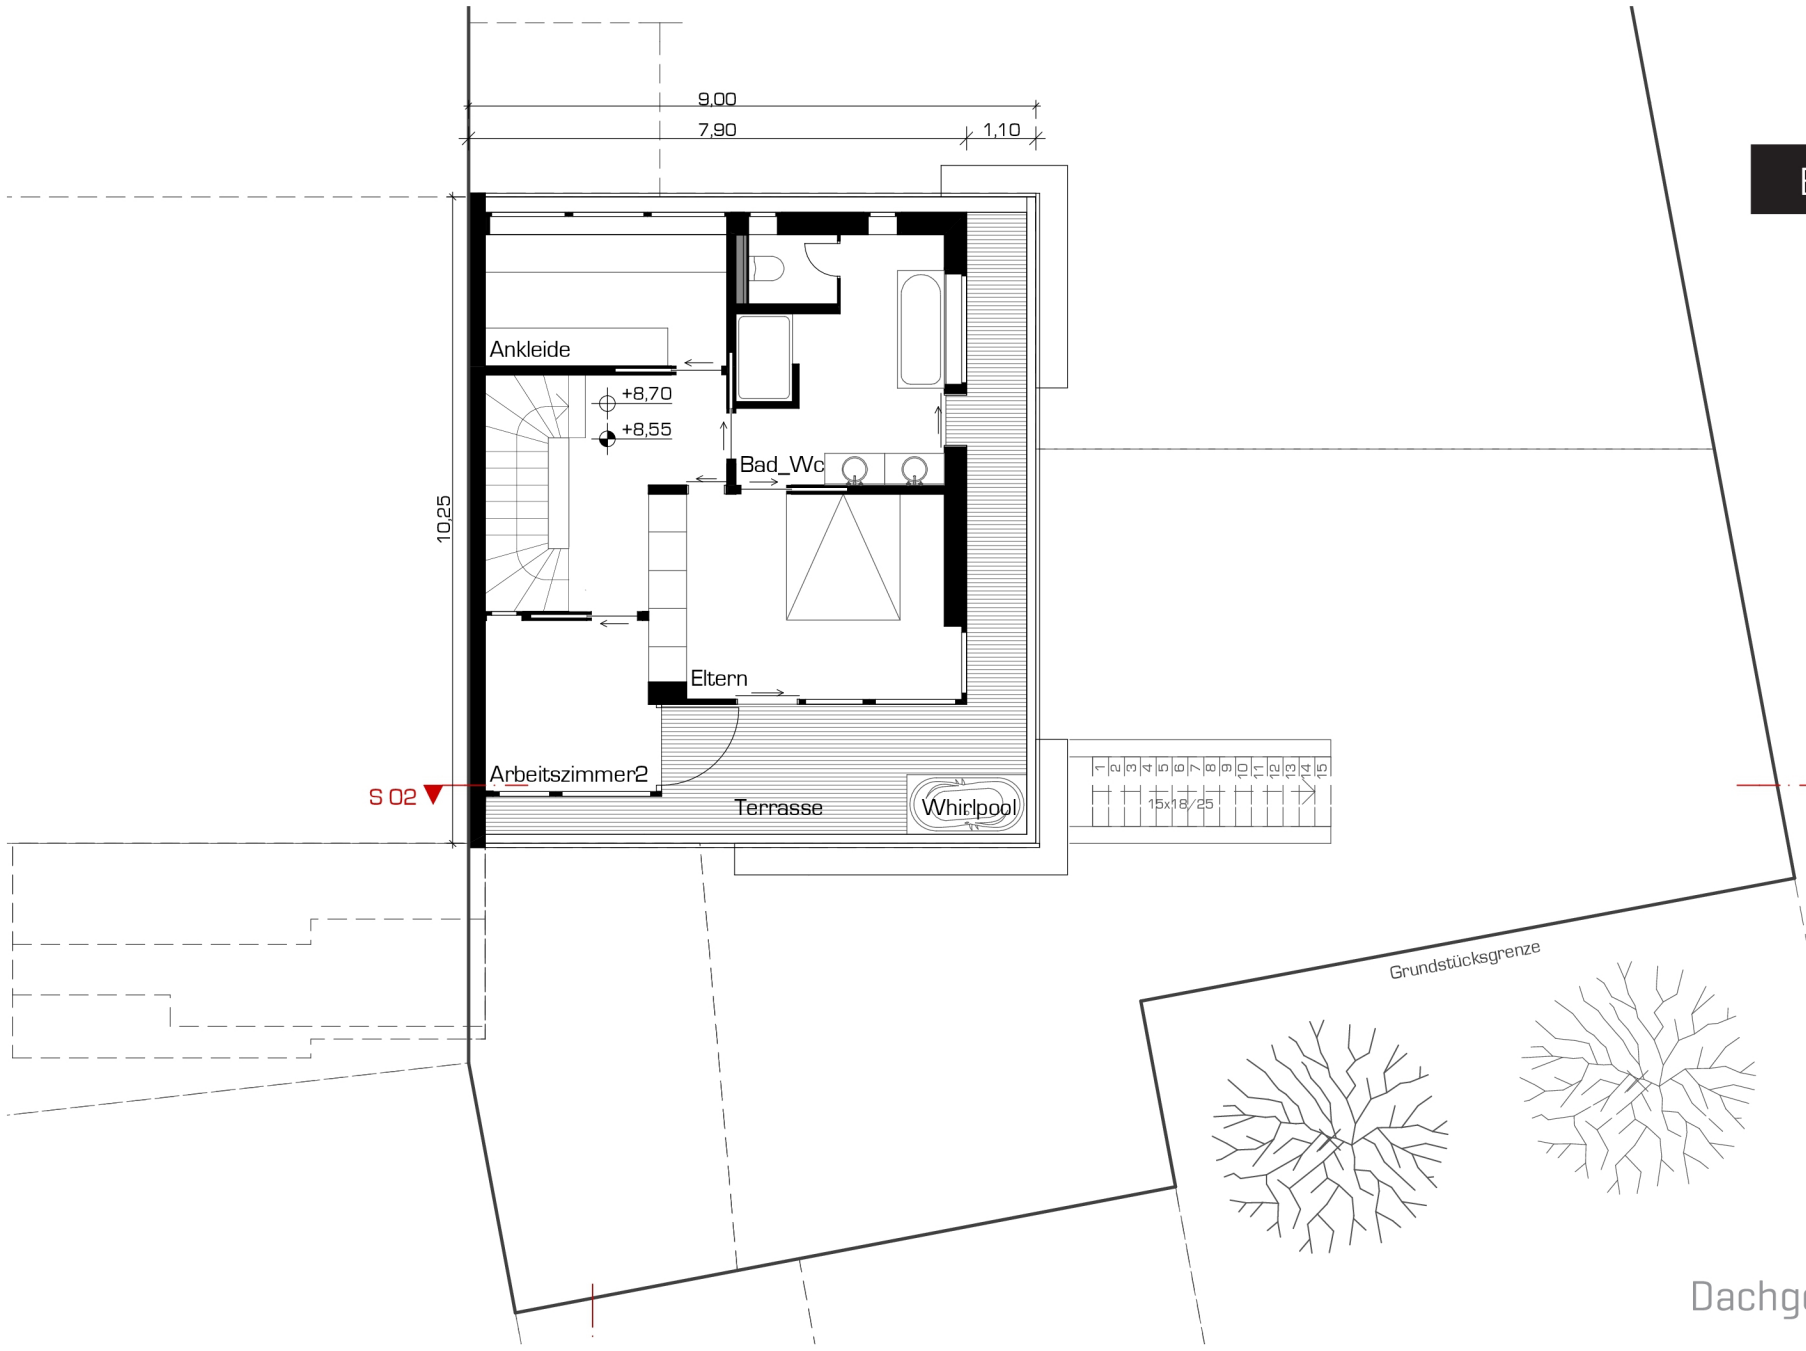 9,00
7,90
1,10
Ankleide
+8,70
+8,55
Bad_Wc
10,25
Eltern
Arbeitszimmer2
S 02
Terrasse
Whirlpool
1 2 3 4 5 6 7 8 9 10 11 12 13 14 15
15x18/25
Grundstücksgrenze